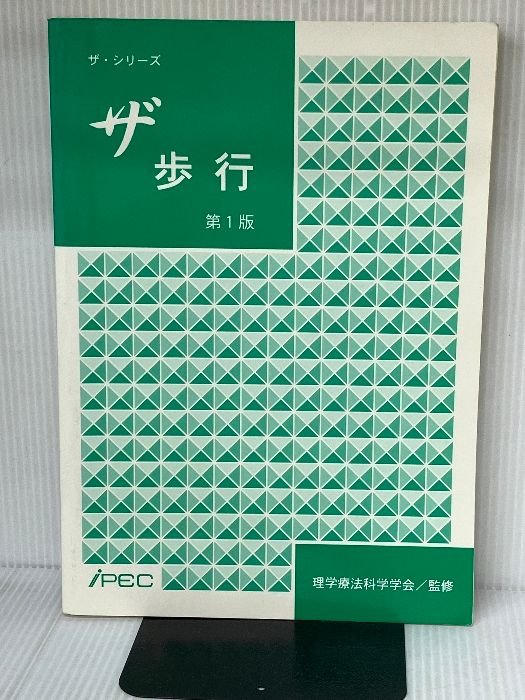 ザ・シリーズ
ザ
歩行
第1版
iPEC
理学療法科学学会／監修